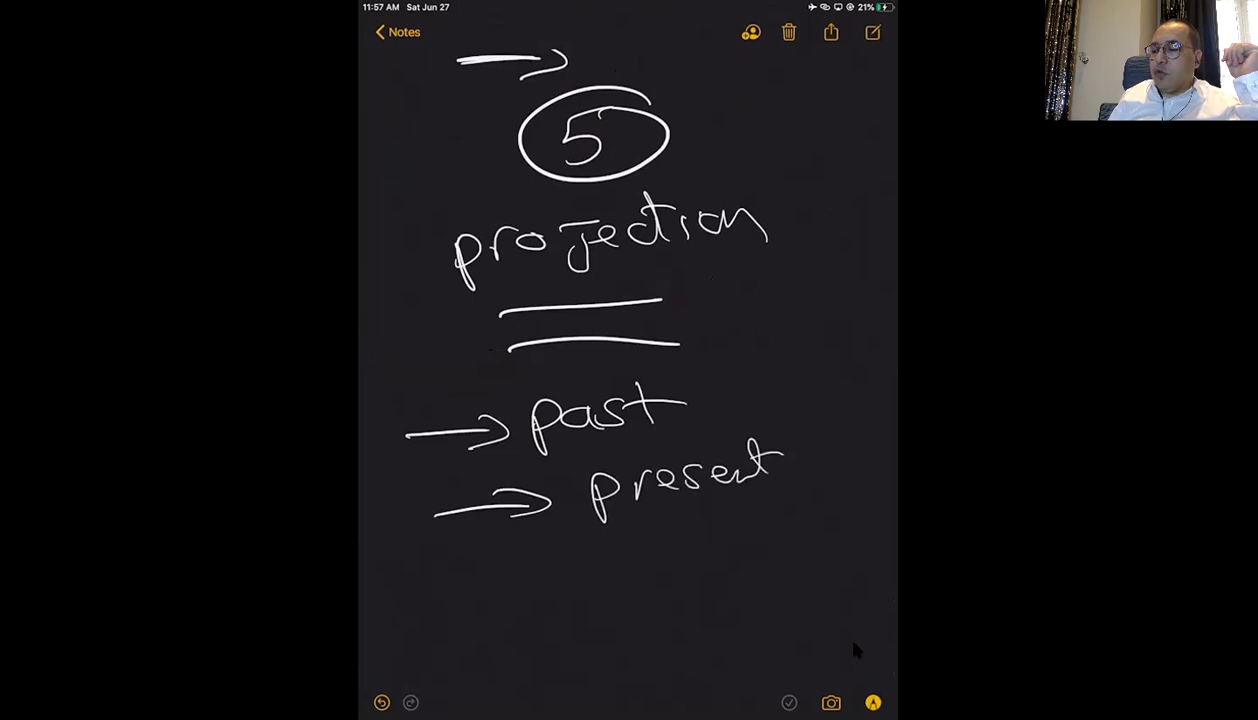 11:57 AM Sat Jun 27
21%
Notes
5
projection
past
present